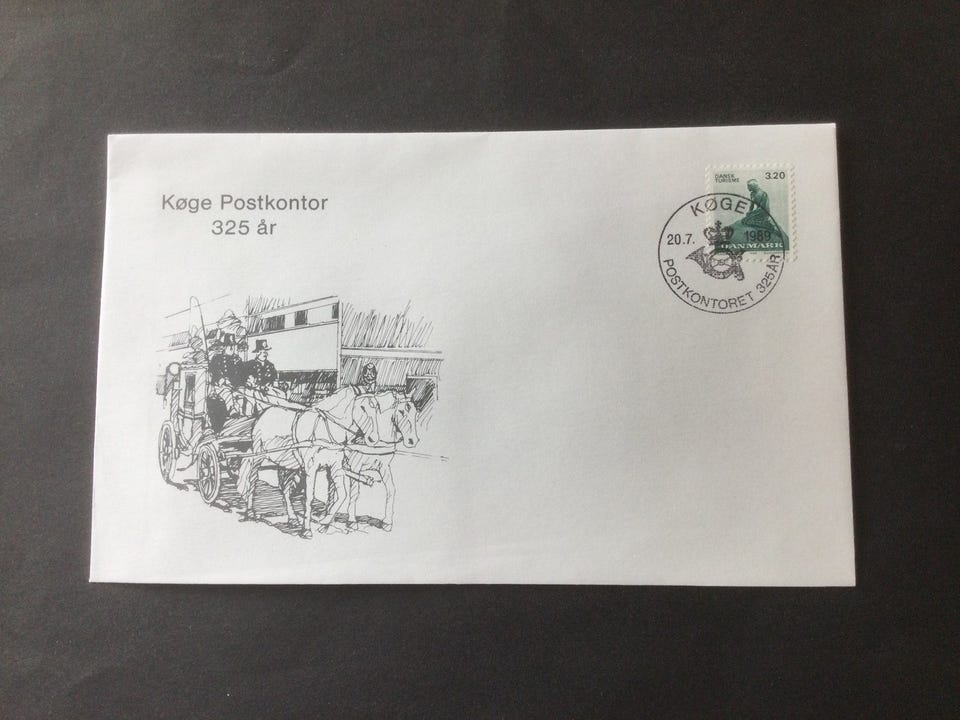 Køge Postkontor
325 år
DANSK
TURISME
3.20
DANMARK
KØGE
20.7. 1989
POSTKONTORET 325 ÅR